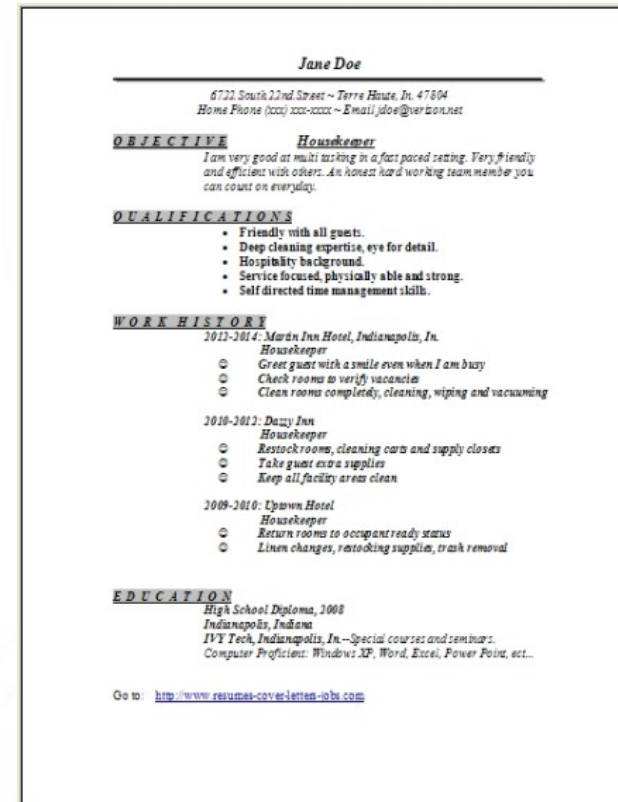 Jane Doe
6722 South 22nd Street ~ Terre Haute, In. 47804
Home Phone (xxx) xxx-xxxx ~ Email jdoe@verizon.net
OBJECTIVE Housekeeper
I am very good at multi tasking in a fast paced setting. Very friendly
and efficient with others. An honest hard working team member you
can count on everyday.
QUALIFICATIONS
• Friendly with all guests.
• Deep cleaning expertise, eye for detail.
• Hospitality background.
• Service focused, physically able and strong.
• Self directed time management skills.
WORK HISTORY
2012-2014: Martin Inn Hotel, Indianapolis, In.
Housekeeper
☺ Greet guest with a smile even when I am busy
☺ Check rooms to verify vacancies
☺ Clean rooms completely, cleaning, wiping and vacuuming
2010-2012: Dazzy Inn
Housekeeper
☺ Restock rooms, cleaning carts and supply closets
☺ Take guest extra supplies
☺ Keep all facility areas clean
2009-2010: Uptown Hotel
Housekeeper
☺ Return rooms to occupant ready status
☺ Linen changes, restocking supplies, trash removal
EDUCATION
High School Diploma, 2008
Indianapolis, Indiana
IVY Tech, Indianapolis, In.--Special courses and seminars.
Computer Proficient: Windows XP, Word, Excel, Power Point, ect...
Go to: http://www.resumes-cover-letters-jobs.com